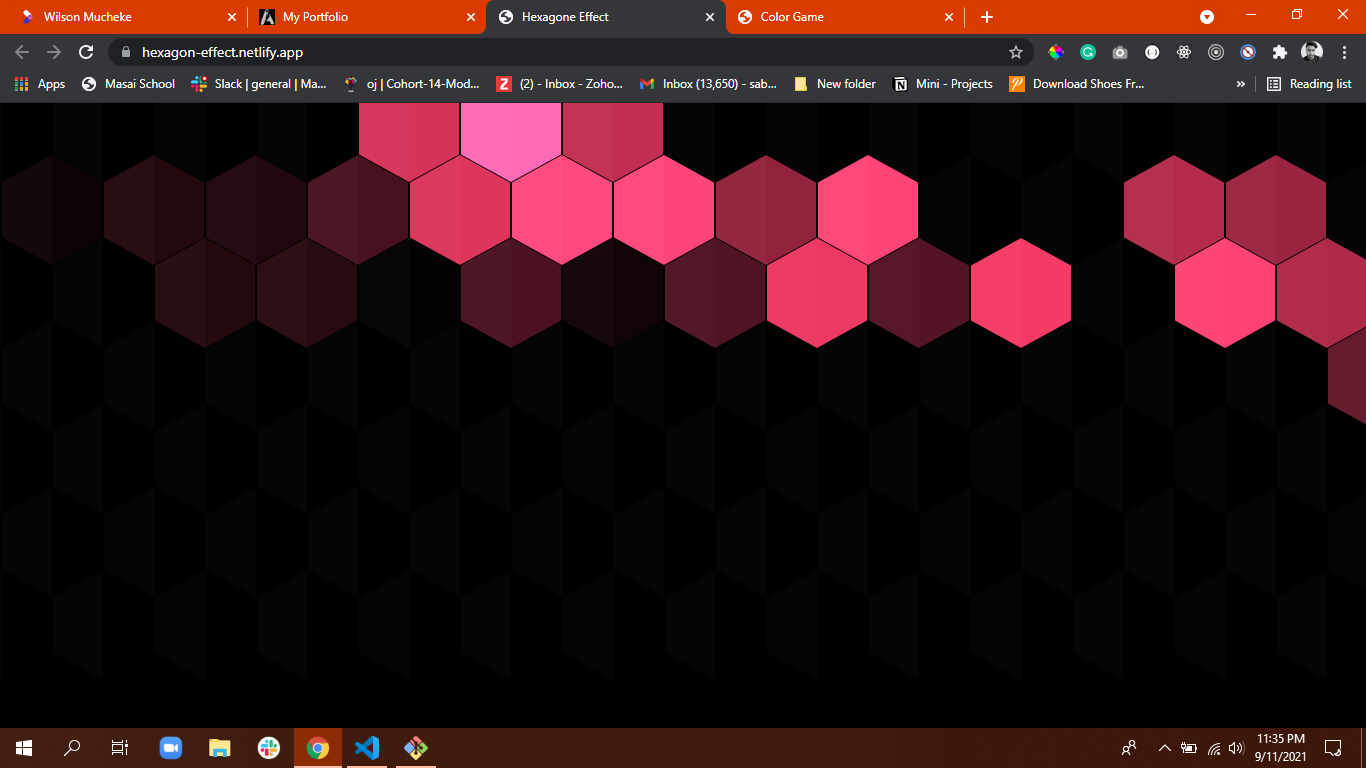 Wilson Mucheke
My Portfolio
Hexagone Effect
Color Game
hexagon-effect.netlify.app
Apps
Masai School
Slack | general | Ma...
oj | Cohort-14-Mod...
(2) - Inbox - Zoho...
Inbox (13,650) - sab...
New folder
Mini - Projects
Download Shoes Fr...
»
Reading list
11:35 PM
9/11/2021